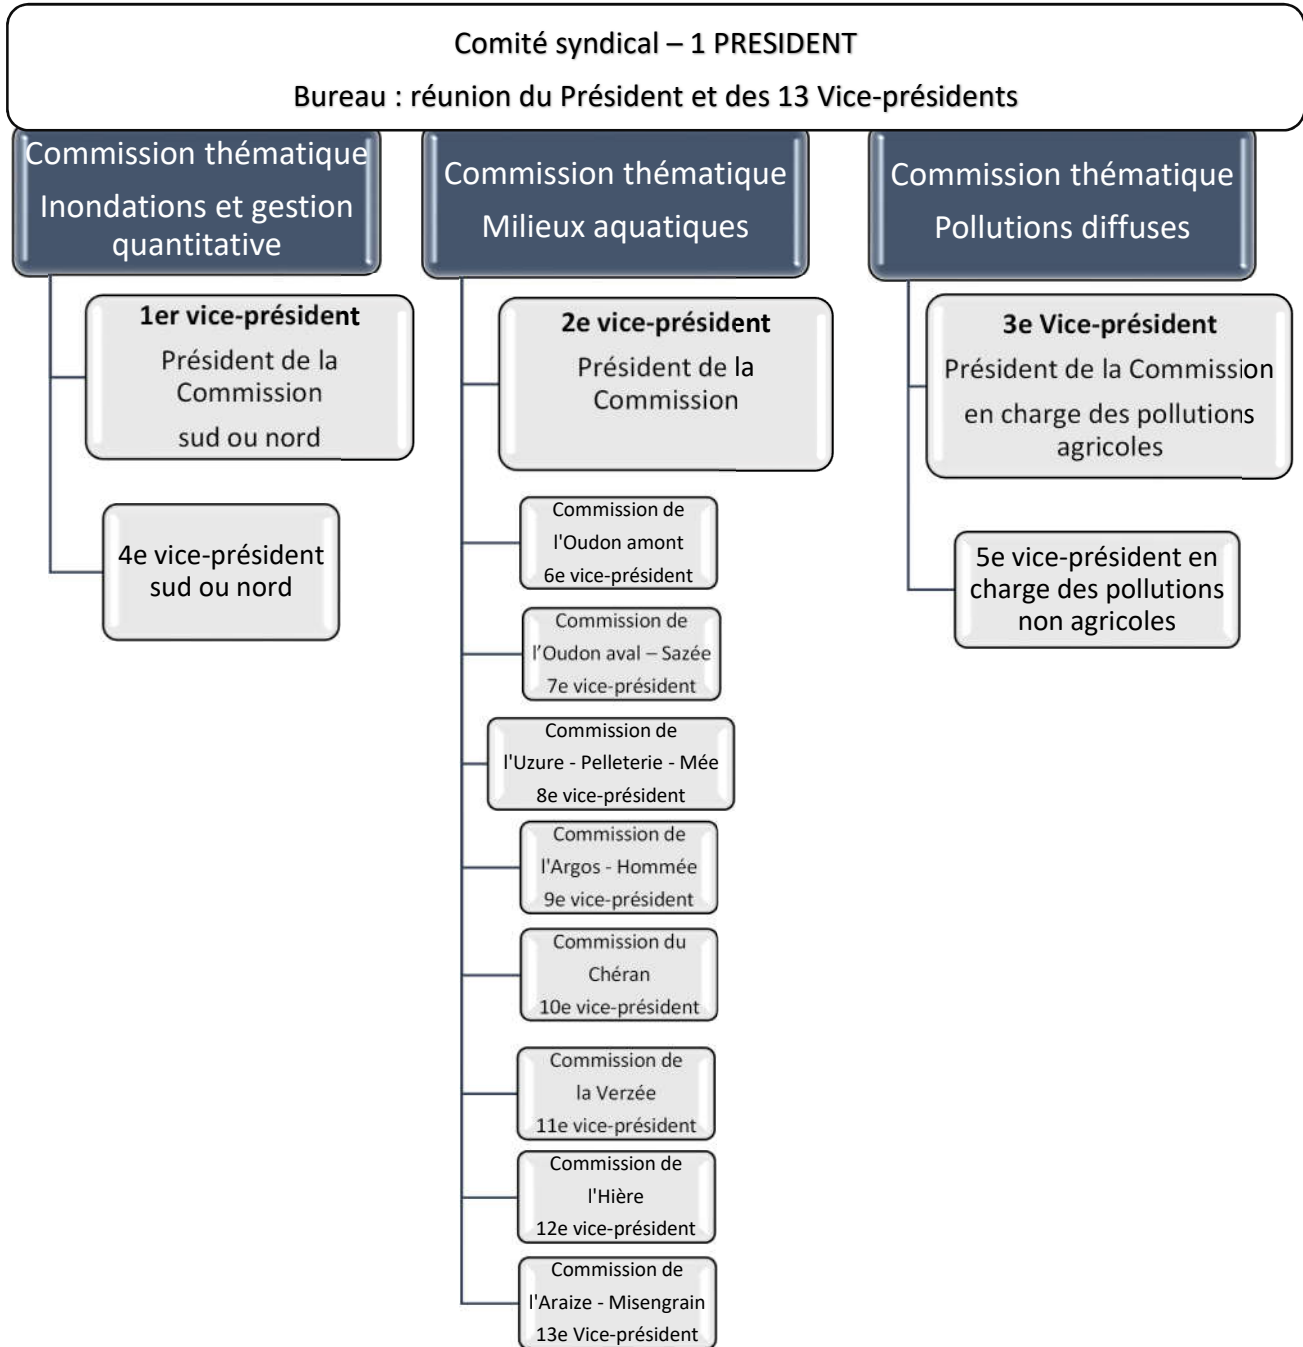 Comité syndical – 1 PRESIDENT
Bureau : réunion du Président et des 13 Vice-présidents
Commission thématique
Inondations et gestion
quantitative
1er vice-président
Président de la
Commission
sud ou nord
4e vice-président
sud ou nord
Commission thématique
Milieux aquatiques
2e vice-président
Président de la
Commission
Commission de
l'Oudon amont
6e vice-président
Commission de
l’Oudon aval – Sazée
7e vice-président
Commission de
l'Uzure - Pelleterie - Mée
8e vice-président
Commission de
l'Argos - Hommée
9e vice-président
Commission du
Chéran
10e vice-président
Commission de
la Verzée
11e vice-président
Commission de
l'Hière
12e vice-président
Commission de
l'Araize - Misengrain
13e Vice-président
Commission thématique
Pollutions diffuses
3e Vice-président
Président de la Commission
en charge des pollutions
agricoles
5e vice-président en
charge des pollutions
non agricoles